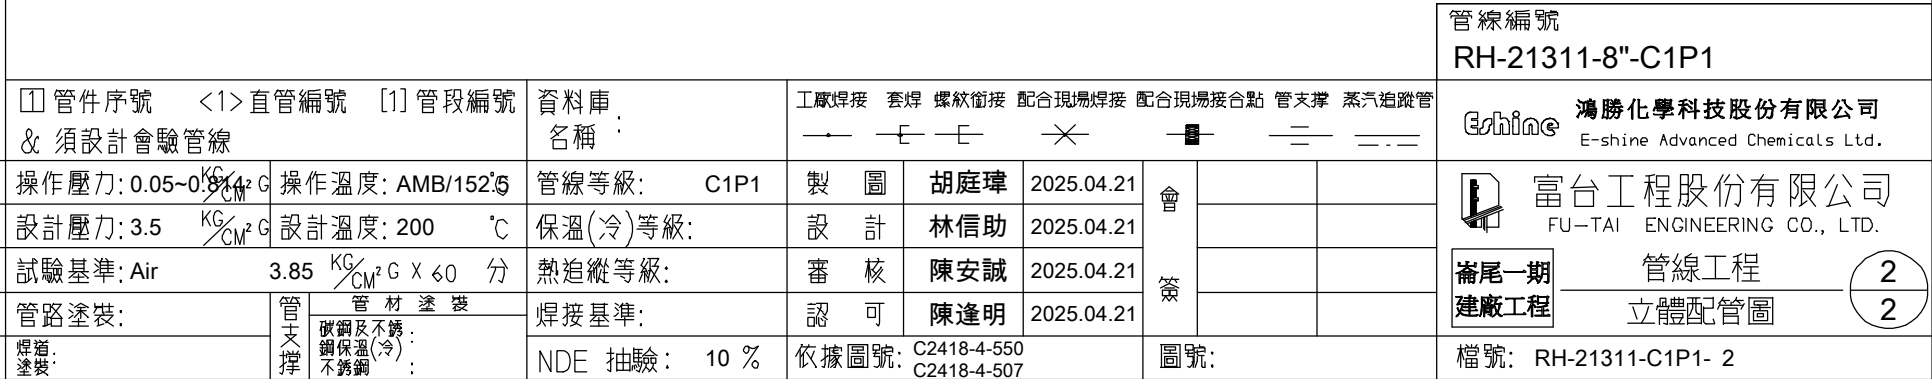 管線編號
RH-21311-8"-C1P1
1 管件序號 <1>直管編號 [1]管段編號
& 須設計會驗管線
資料庫名稱:
工廠焊接 套焊 螺紋銜接 配合現場焊接 配合現場接合點 管支撐 蒸汽追蹤管
Eshine 鴻勝化學科技股份有限公司
E-shine Advanced Chemicals Ltd.
操作壓力: 0.05~0.814 KG/CM² G 操作溫度: AMB/152.5 °C 管線等級: C1P1
設計壓力: 3.5 KG/CM² G 設計溫度: 200 °C 保溫(冷)等級:
試驗基準: Air 3.85 KG/CM² G X 60 分 熱追縱等級:
管路塗裝: 管支撐 管材塗裝 焊接基準:
碳鋼及不銹鋼保溫(冷):
不銹鋼:
焊道塗裝:
NDE 抽驗: 10 %
製圖 胡庭瑋 2025.04.21
設計 林信助 2025.04.21
審核 陳安誠 2025.04.21
認可 陳逢明 2025.04.21
會簽
依據圖號: C2418-4-550
C2418-4-507
圖號:
富台工程股份有限公司
FU-TAI ENGINEERING CO., LTD.
崙尾一期
建廠工程
管線工程
立體配管圖
2
2
檔號: RH-21311-C1P1- 2